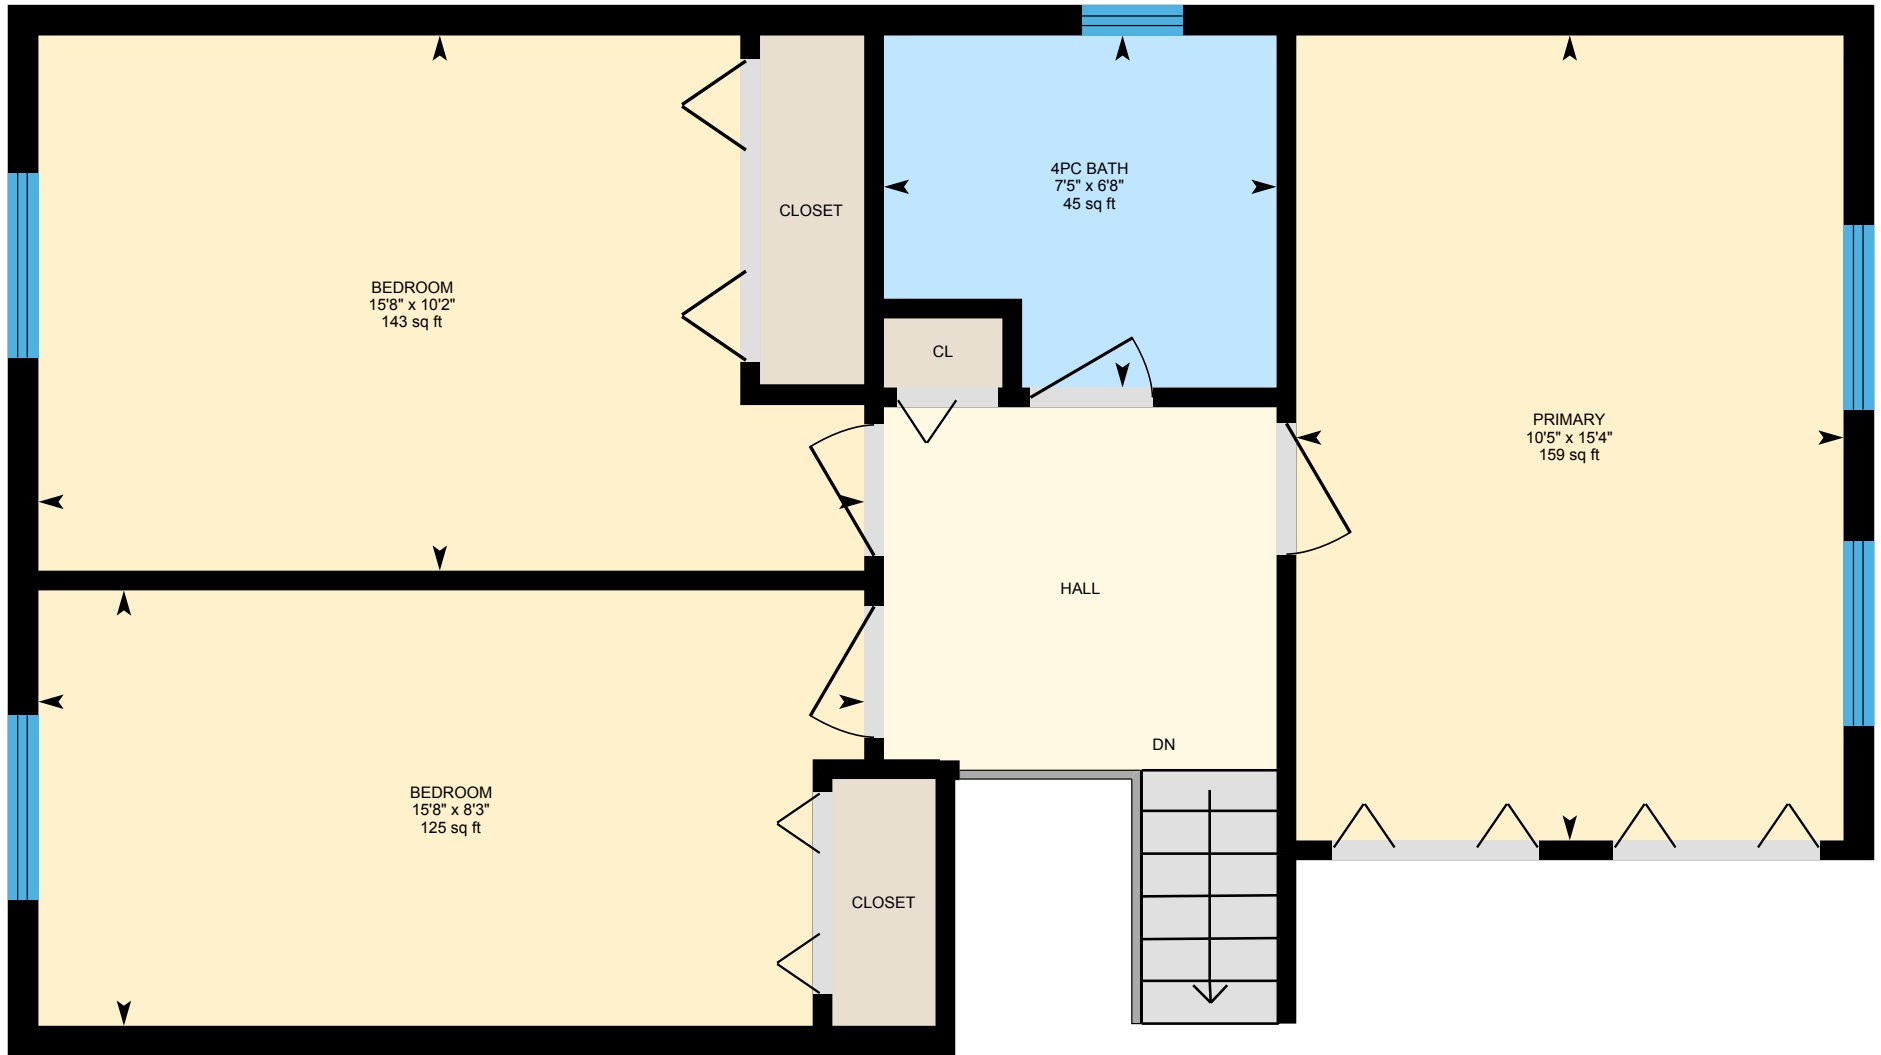 4PC BATH
7'5" x 6'8"
45 sq ft
CLOSET
BEDROOM
15'8" x 10'2"
143 sq ft
CL
PRIMARY
10'5" x 15'4"
159 sq ft
HALL
DN
BEDROOM
15'8" x 8'3"
125 sq ft
CLOSET